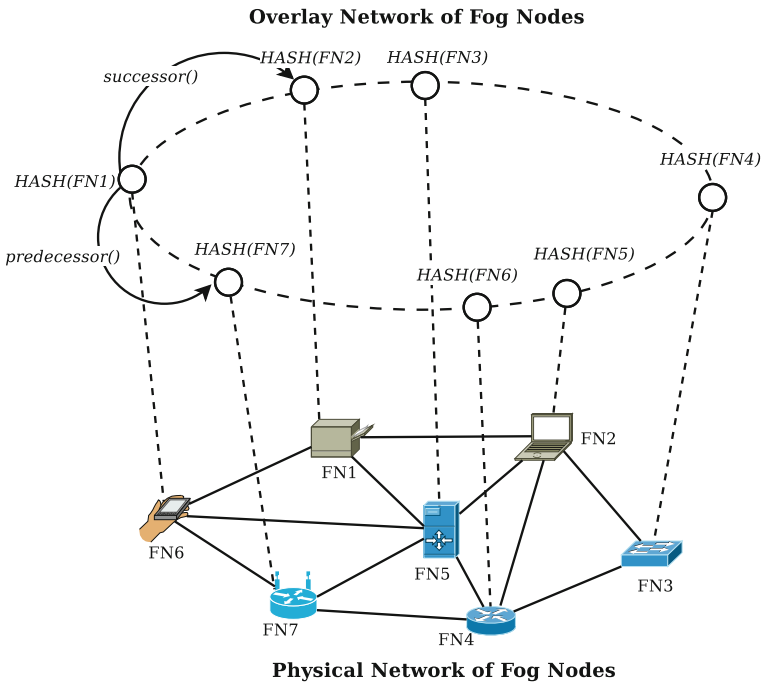 Overlay Network of Fog Nodes
HASH(FN2)
HASH(FN3)
successor()
HASH(FN4)
HASH(FN1)
HASH(FN7)
HASH(FN5)
predecessor()
HASH(FN6)
FN2
FN1
FN6
FN5
FN3
FN7
FN4
Physical Network of Fog Nodes